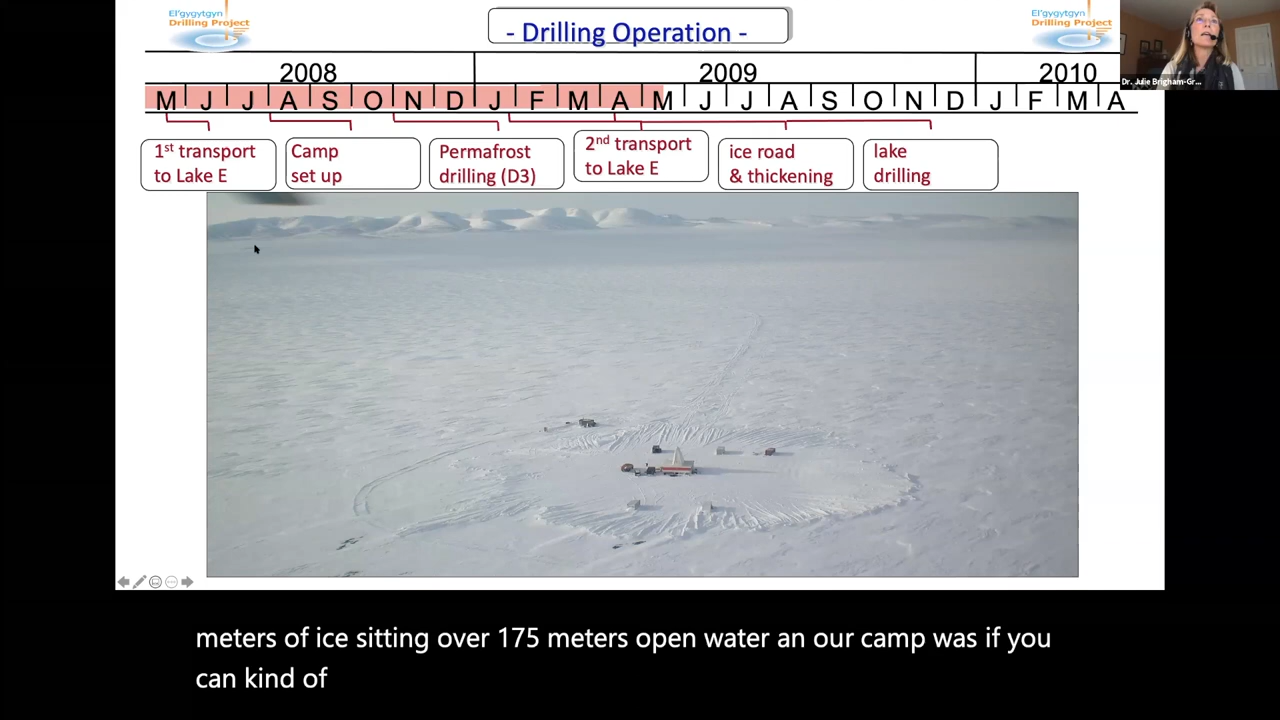 El'gygytgyn
Drilling Project
- Drilling Operation -
El'gygytgyn
Drilling Project
Dr. Julie Brigham-Gr...
2008 2009 2010
M J J A S O N D J F M A M J J A S O N D J F M A
1st transport
to Lake E
Camp
set up
Permafrost
drilling (D3)
2nd transport
to Lake E
ice road
& thickening
lake
drilling
meters of ice sitting over 175 meters open water an our camp was if you
can kind of